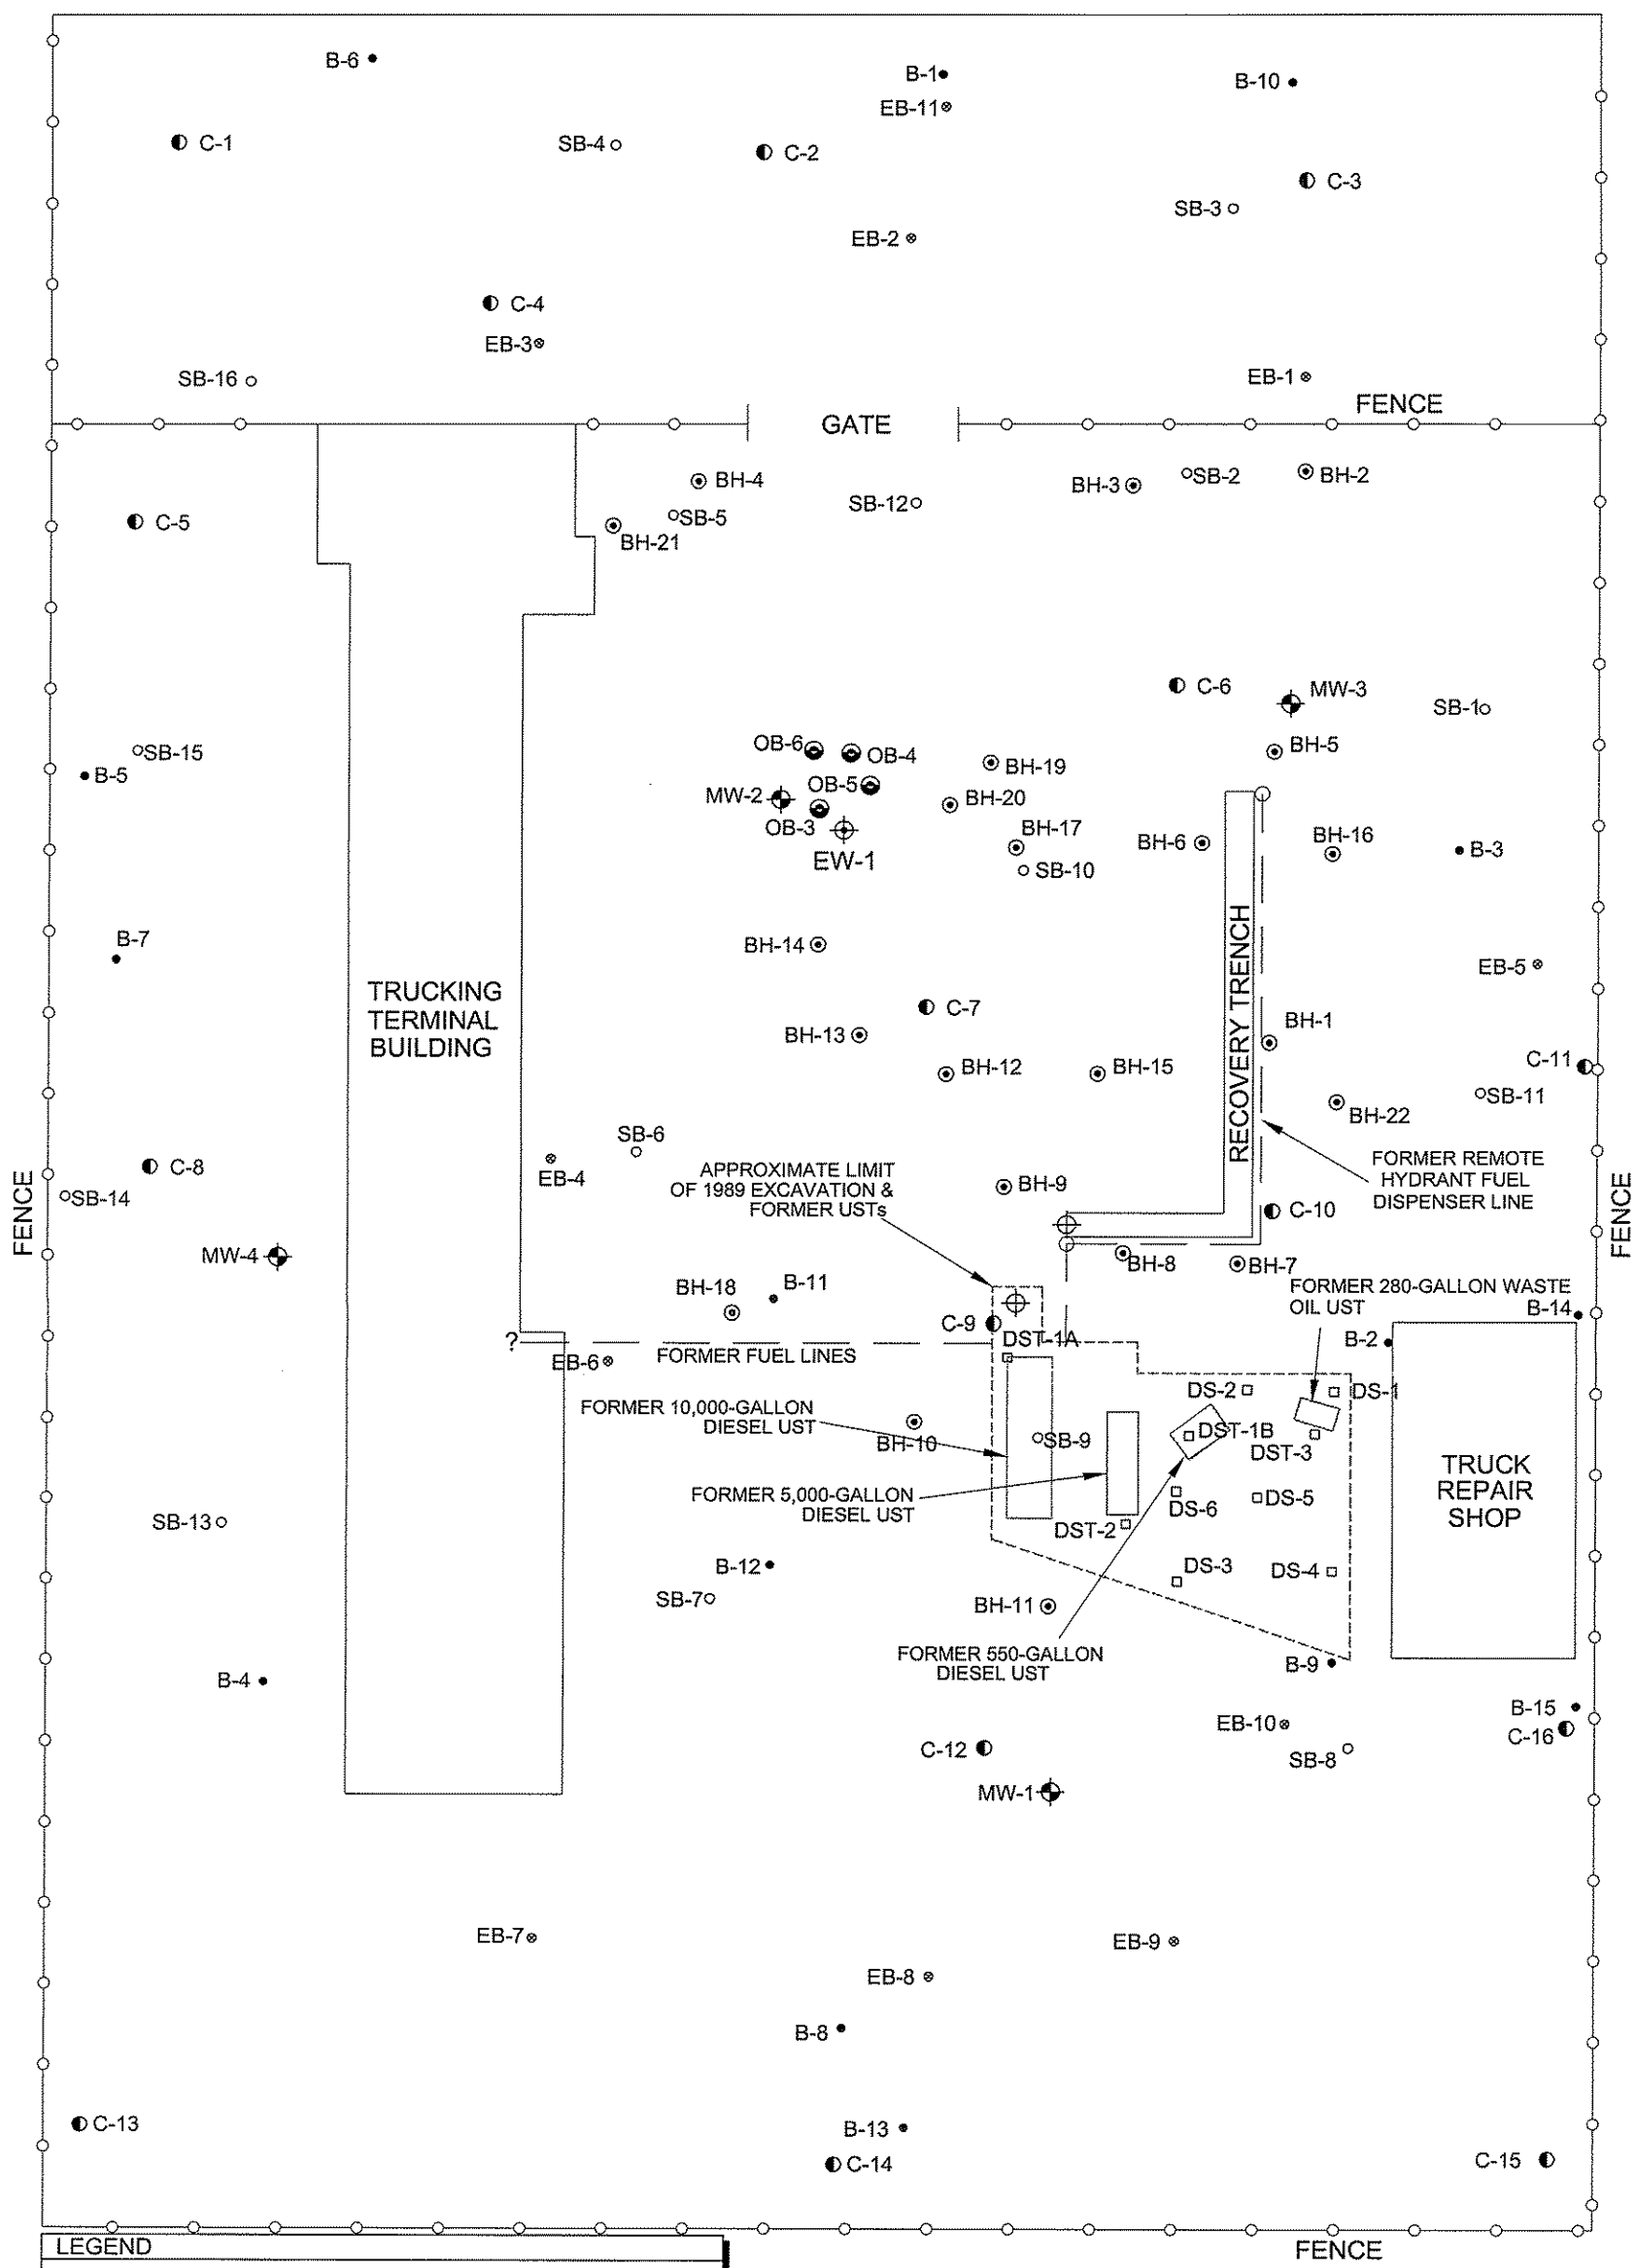 B-6
B-1
B-10
EB-11
C-1
SB-4
C-2
C-3
SB-3
EB-2
C-4
EB-3
SB-16
EB-1
FENCE
GATE
BH-4
BH-3
SB-2
BH-2
SB-12
C-5
SB-5
BH-21
C-6
MW-3
SB-1
SB-15
B-5
OB-6
OB-4
BH-19
BH-5
OB-5
MW-2
BH-20
OB-3
BH-17
BH-6
BH-16
B-3
EW-1
SB-10
B-7
BH-14
EB-5
TRUCKING
TERMINAL
BUILDING
C-7
RECOVERY TRENCH
BH-13
BH-1
BH-12
BH-15
C-11
SB-11
BH-22
SB-6
C-8
EB-4
APPROXIMATE LIMIT
OF 1989 EXCAVATION &
FORMER USTs
BH-9
FORMER REMOTE
HYDRANT FUEL
DISPENSER LINE
SB-14
FENCE
FENCE
C-10
MW-4
BH-8
BH-7
BH-18
B-11
FORMER 280-GALLON WASTE
OIL UST
B-14
C-9
DST-1A
B-2
?
FORMER FUEL LINES
EB-6
DS-2
DS-1
FORMER 10,000-GALLON
DIESEL UST
BH-10
SB-9
DST-1B
DST-3
TRUCK
REPAIR
SHOP
FORMER 5,000-GALLON
DIESEL UST
DS-6
DS-5
SB-13
DST-2
B-12
DS-3
DS-4
SB-7
BH-11
FORMER 550-GALLON
DIESEL UST
B-9
B-4
B-15
EB-10
C-16
C-12
SB-8
MW-1
EB-7
EB-9
EB-8
B-8
C-13
B-13
C-14
C-15
LEGEND
FENCE